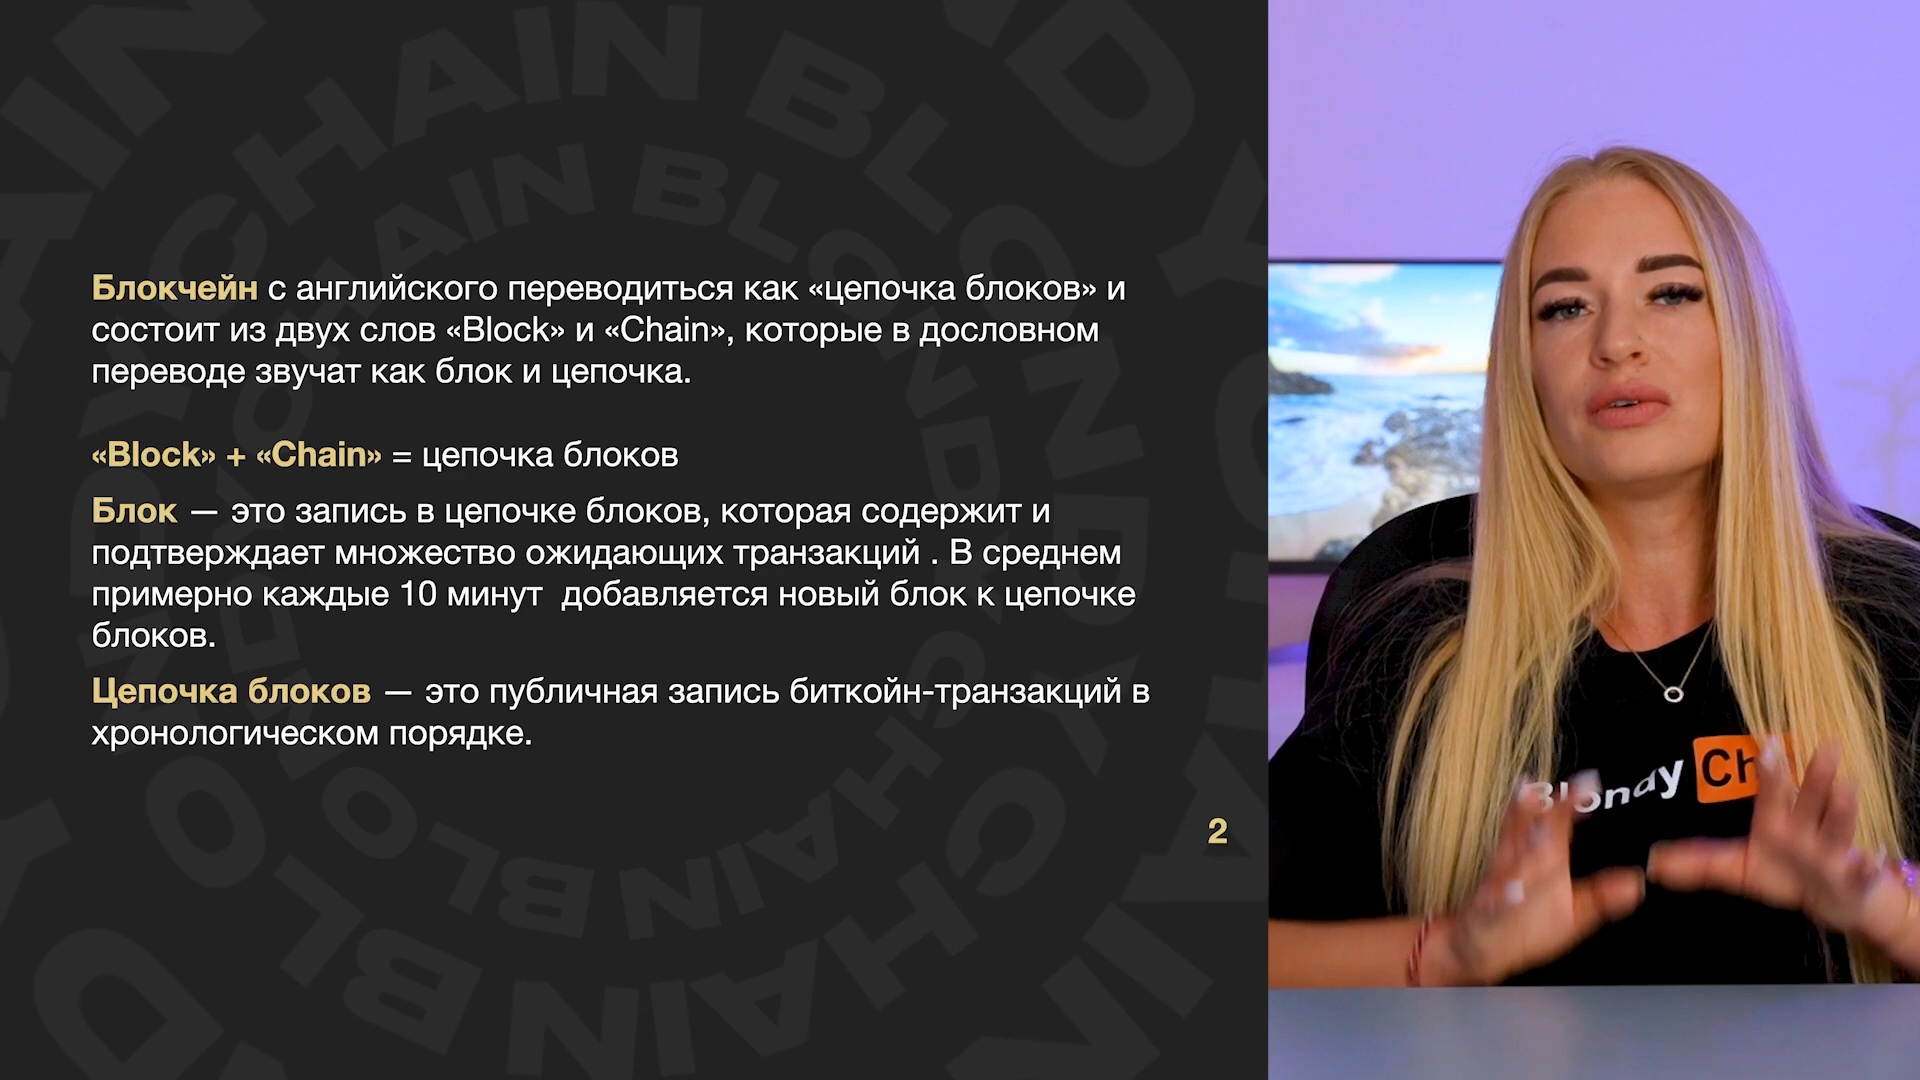 Блокчейн с английского переводиться как «цепочка блоков» и
состоит из двух слов «Block» и «Chain», которые в дословном
переводе звучат как блок и цепочка.
«Block» + «Chain» = цепочка блоков
Блок — это запись в цепочке блоков, которая содержит и
подтверждает множество ожидающих транзакций . В среднем
примерно каждые 10 минут  добавляется новый блок к цепочке
блоков.
Цепочка блоков — это публичная запись биткойн-транзакций в
хронологическом порядке.
2
Blondy Ch